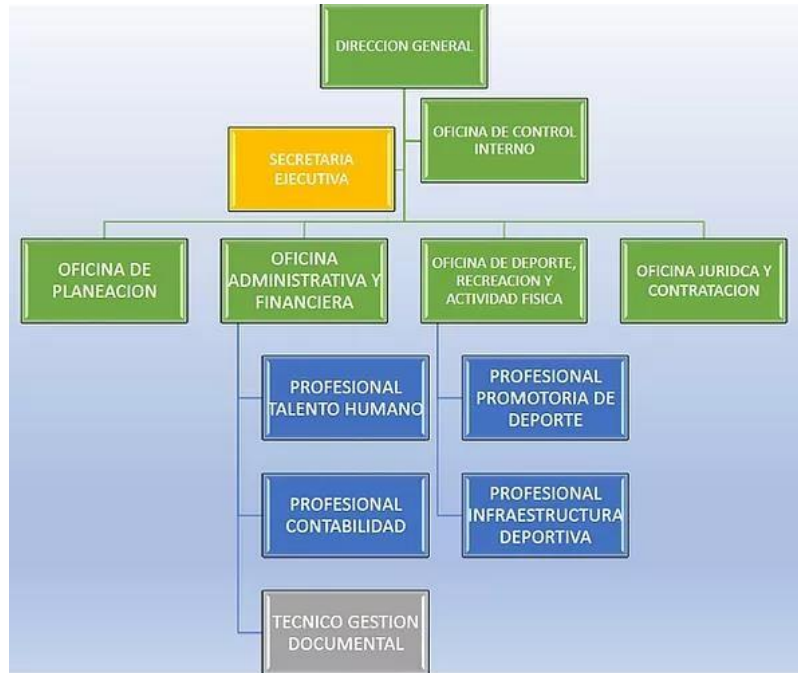 DIRECCION GENERAL
OFICINA DE CONTROL
INTERNO
SECRETARIA
EJECUTIVA
OFICINA DE
PLANEACION
OFICINA
ADMINISTRATIVA Y
FINANCIERA
OFICINA DE DEPORTE,
RECREACION Y
ACTIVIDAD FISICA
OFICINA JURIDCA Y
CONTRATACION
PROFESIONAL
TALENTO HUMANO
PROFESIONAL
PROMOTORIA DE
DEPORTE
PROFESIONAL
CONTABILIDAD
PROFESIONAL
INFRAESTRUCTURA
DEPORTIVA
TECNICO GESTION
DOCUMENTAL